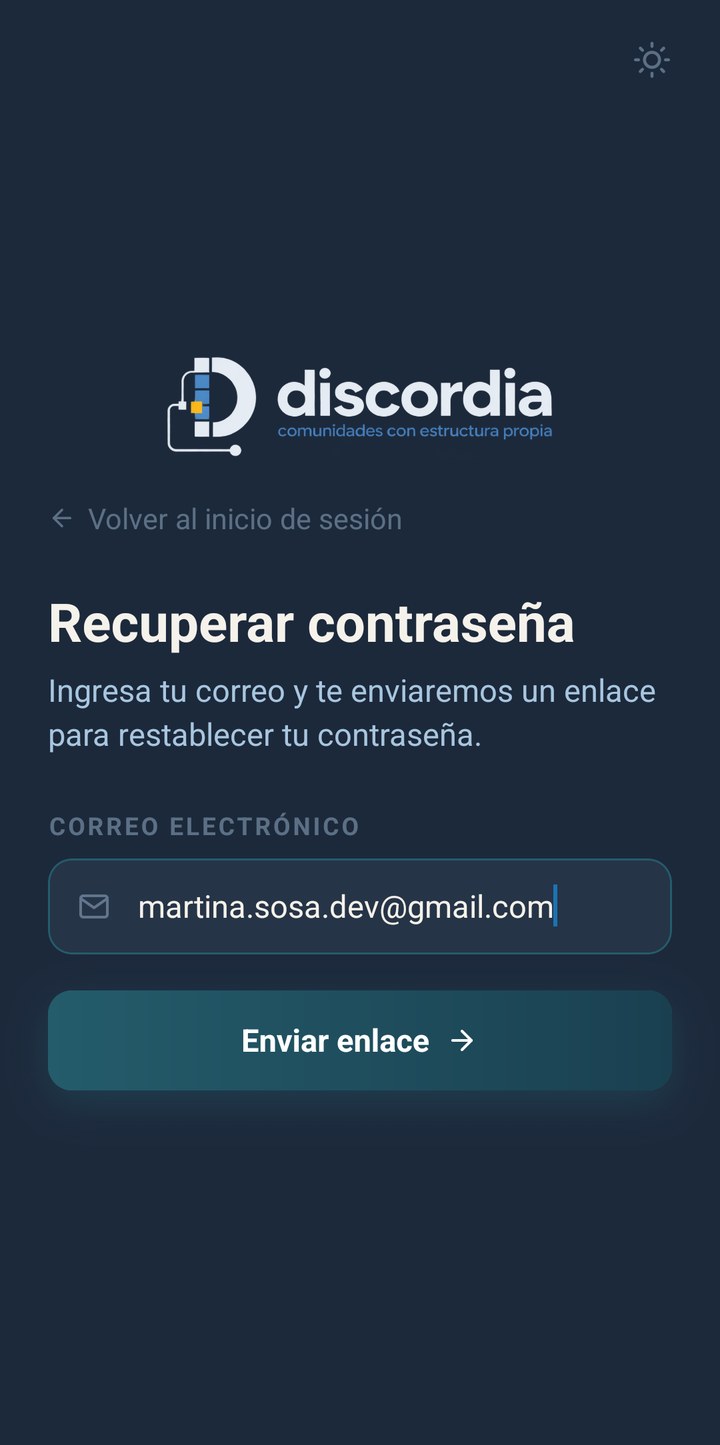 discordia
comunidades con estructura propia
Volver al inicio de sesión
Recuperar contraseña
Ingresa tu correo y te enviaremos un enlace
para restablecer tu contraseña.
CORREO ELECTRÓNICO
martina.sosa.dev@gmail.com
Enviar enlace